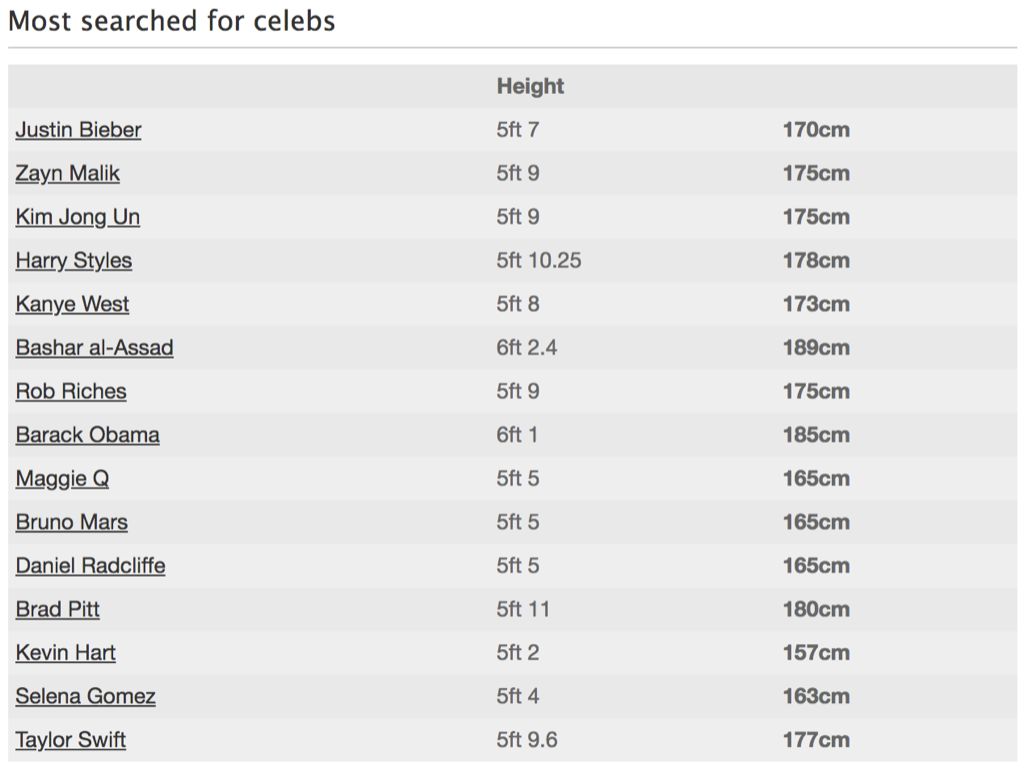 Most searched for celebs
Height
Justin Bieber 5ft 7 170cm
Zayn Malik 5ft 9 175cm
Kim Jong Un 5ft 9 175cm
Harry Styles 5ft 10.25 178cm
Kanye West 5ft 8 173cm
Bashar al-Assad 6ft 2.4 189cm
Rob Riches 5ft 9 175cm
Barack Obama 6ft 1 185cm
Maggie Q 5ft 5 165cm
Bruno Mars 5ft 5 165cm
Daniel Radcliffe 5ft 5 165cm
Brad Pitt 5ft 11 180cm
Kevin Hart 5ft 2 157cm
Selena Gomez 5ft 4 163cm
Taylor Swift 5ft 9.6 177cm